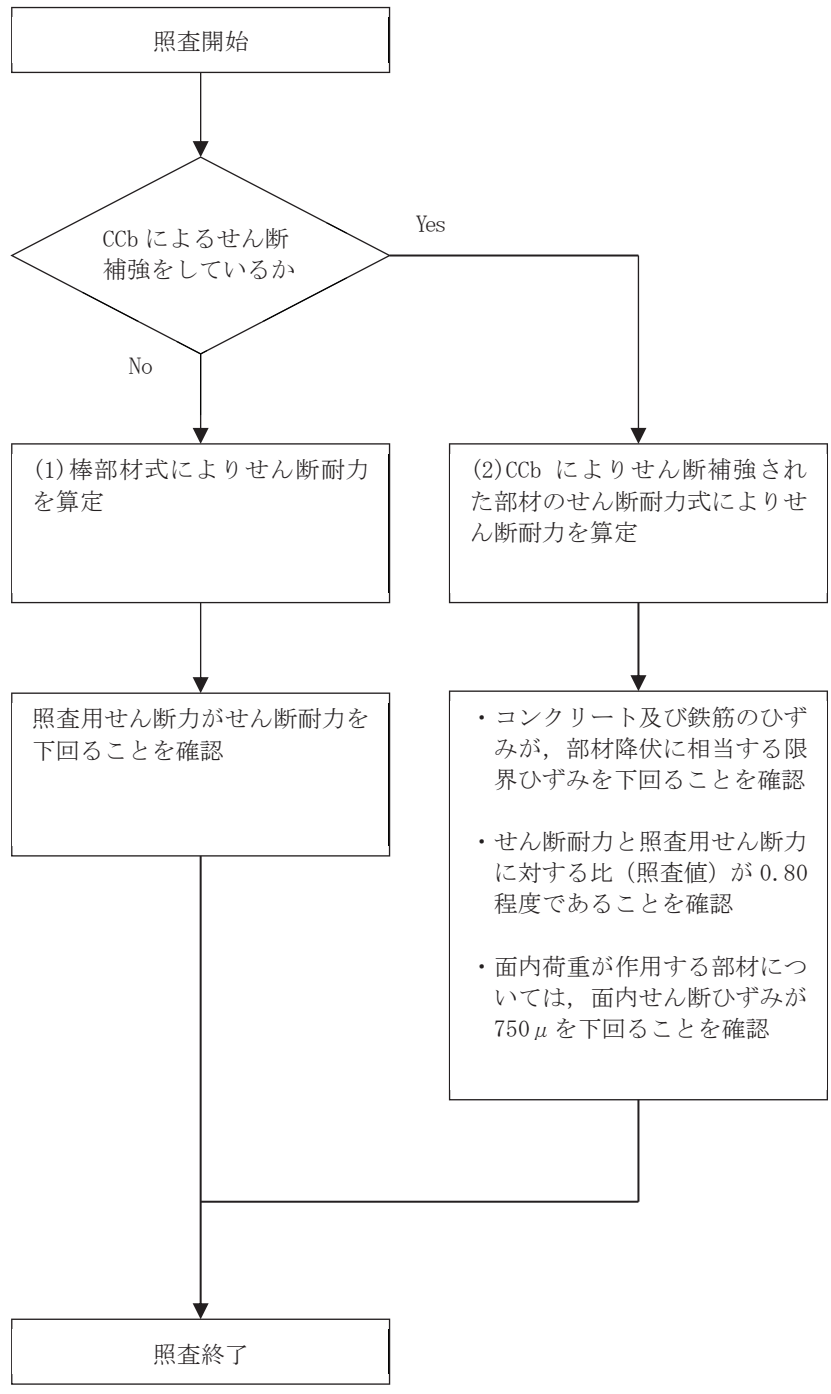 照査開始
CCb によるせん断
補強をしているか
Yes
No
(1)棒部材式によりせん断耐力
を算定
(2)CCb によりせん断補強され
た部材のせん断耐力式によりせ
ん断耐力を算定
照査用せん断力がせん断耐力を
下回ることを確認
・コンクリート及び鉄筋のひず
みが，部材降伏に相当する限
界ひずみを下回ることを確認
・せん断耐力と照査用せん断力
に対する比（照査値）が 0.80
程度であることを確認
・面内荷重が作用する部材につ
いては，面内せん断ひずみが
750μを下回ることを確認
照査終了